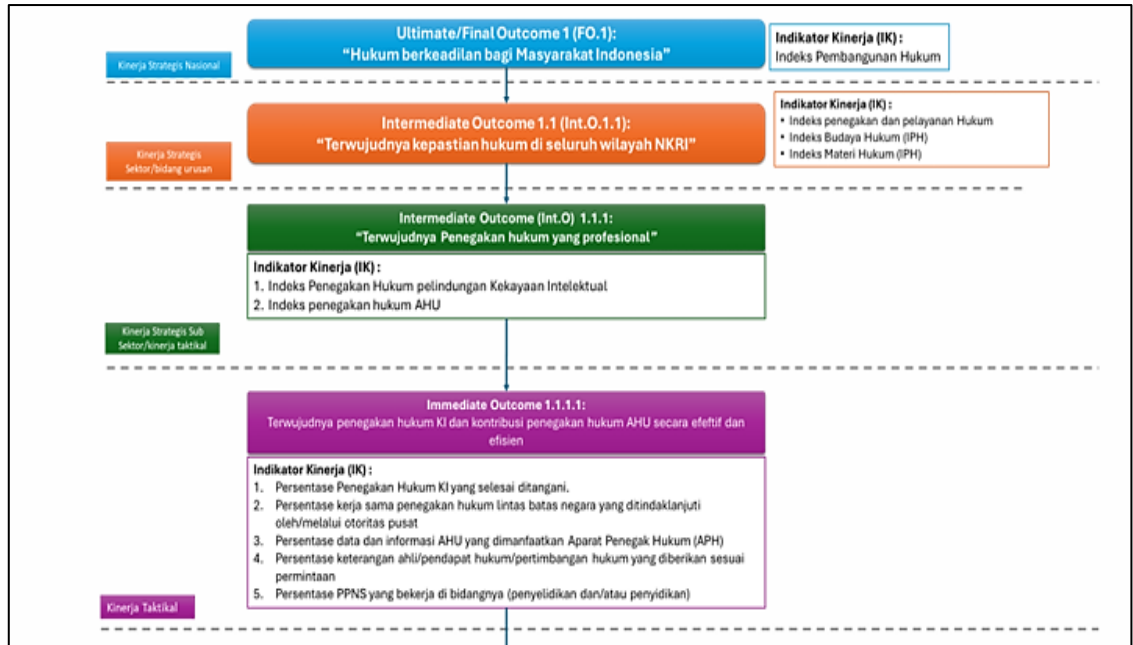 Ultimate/Final Outcome 1 (FO.1):
"Hukum berkeadilan bagi Masyarakat Indonesia"
Indikator Kinerja (IK) :
Indeks Pembangunan Hukum
Kinerja Strategis Nasional
Intermediate Outcome 1.1 (Int.O.1.1):
"Terwujudnya kepastian hukum di seluruh wilayah NKRI"
Indikator Kinerja (IK) :
• Indeks penegakan dan pelayanan Hukum
• Indeks Budaya Hukum (IPH)
• Indeks Materi Hukum (IPH)
Kinerja Strategis
Sektor/bidang urusan
Intermediate Outcome (Int.O) 1.1.1:
"Terwujudnya Penegakan hukum yang profesional"
Indikator Kinerja (IK) :
1. Indeks Penegakan Hukum pelindungan Kekayaan Intelektual
2. Indeks penegakan hukum AHU
Kinerja Strategis Sub
Sektor/kinerja taktikal
Immediate Outcome 1.1.1.1:
Terwujudnya penegakan hukum KI dan kontribusi penegakan hukum AHU secara efeftif dan
efisien
Indikator Kinerja (IK) :
1. Persentase Penegakan Hukum KI yang selesai ditangani.
2. Persentase kerja sama penegakan hukum lintas batas negara yang ditindaklanjuti
oleh/melalui otoritas pusat
3. Persentase data dan informasi AHU yang dimanfaatkan Aparat Penegak Hukum (APH)
4. Persentase keterangan ahli/pendapat hukum/pertimbangan hukum yang diberikan sesuai
permintaan
5. Persentase PPNS yang bekerja di bidangnya (penyelidikan dan/atau penyidikan)
Kinerja Taktikal